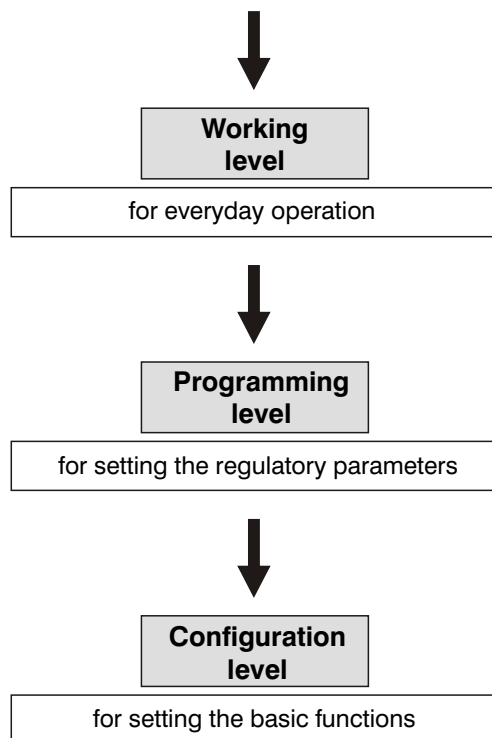 Working
level
for everyday operation
Programming
level
for setting the regulatory parameters
Configuration
level
for setting the basic functions